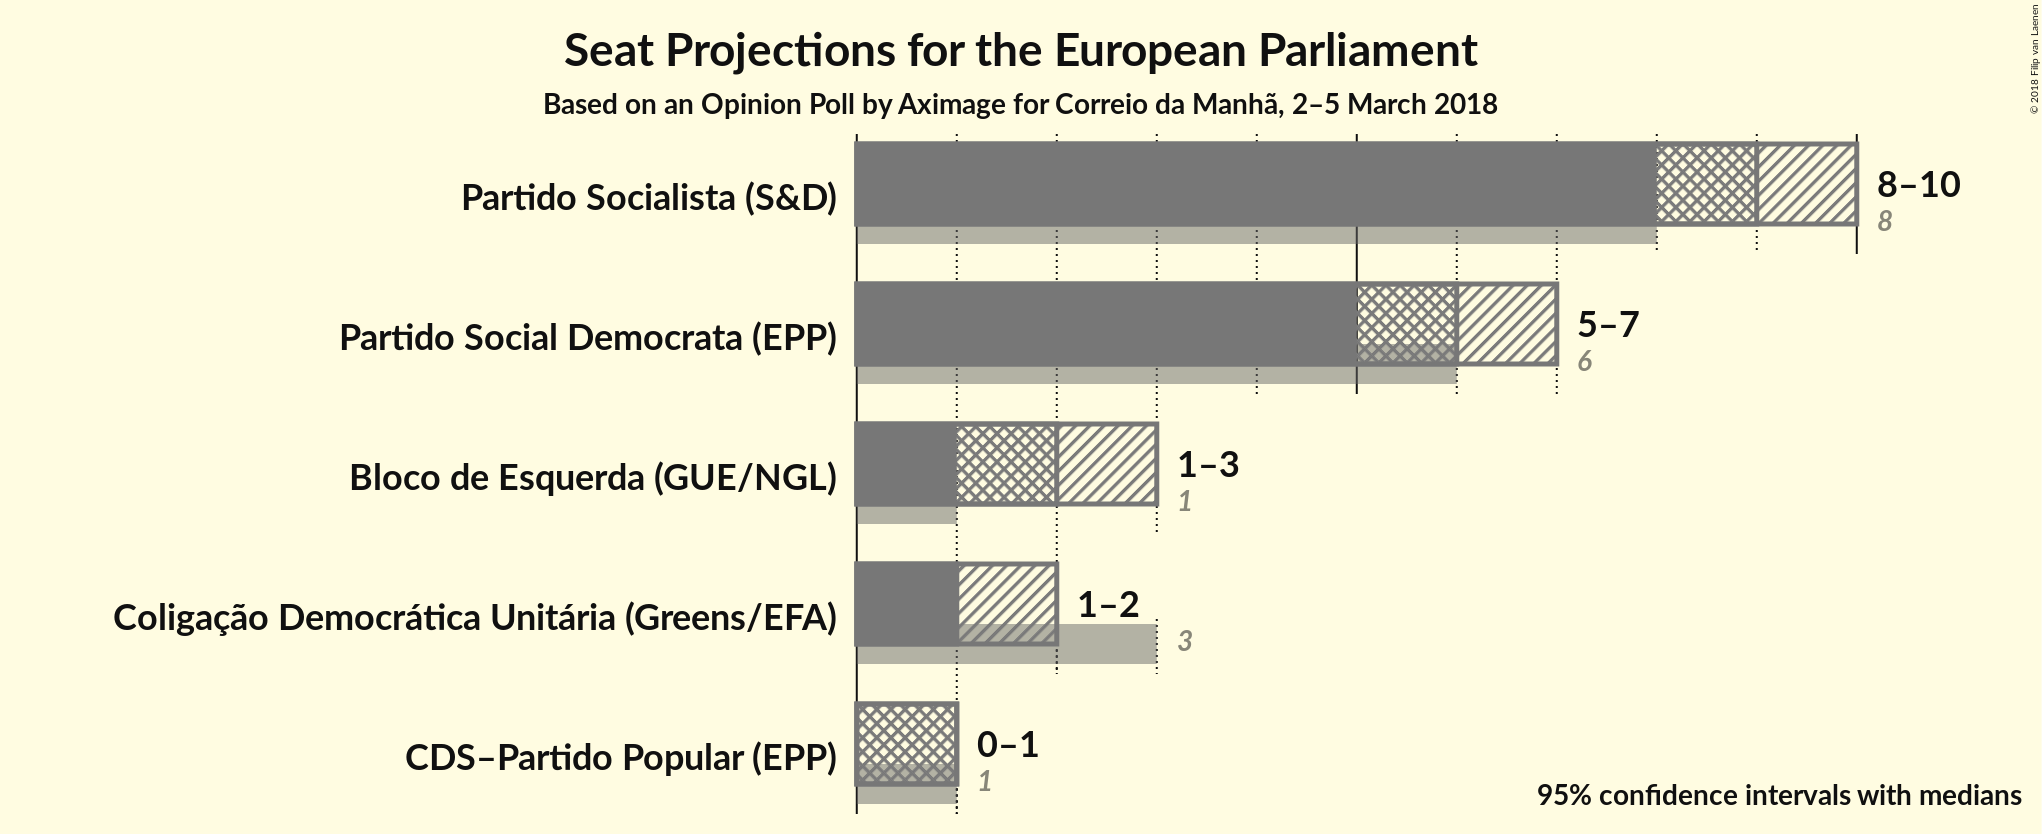 Seat Projections for the European Parliament
Based on an Opinion Poll by Aximage for Correio da Manhã, 2–5 March 2018
© 2018 Filip van Laenen
Partido Socialista (S&D)
8–10
8
Partido Social Democrata (EPP)
5–7
6
Bloco de Esquerda (GUE/NGL)
1–3
1
Coligação Democrática Unitária (Greens/EFA)
1–2
3
CDS–Partido Popular (EPP)
0–1
1
95% confidence intervals with medians